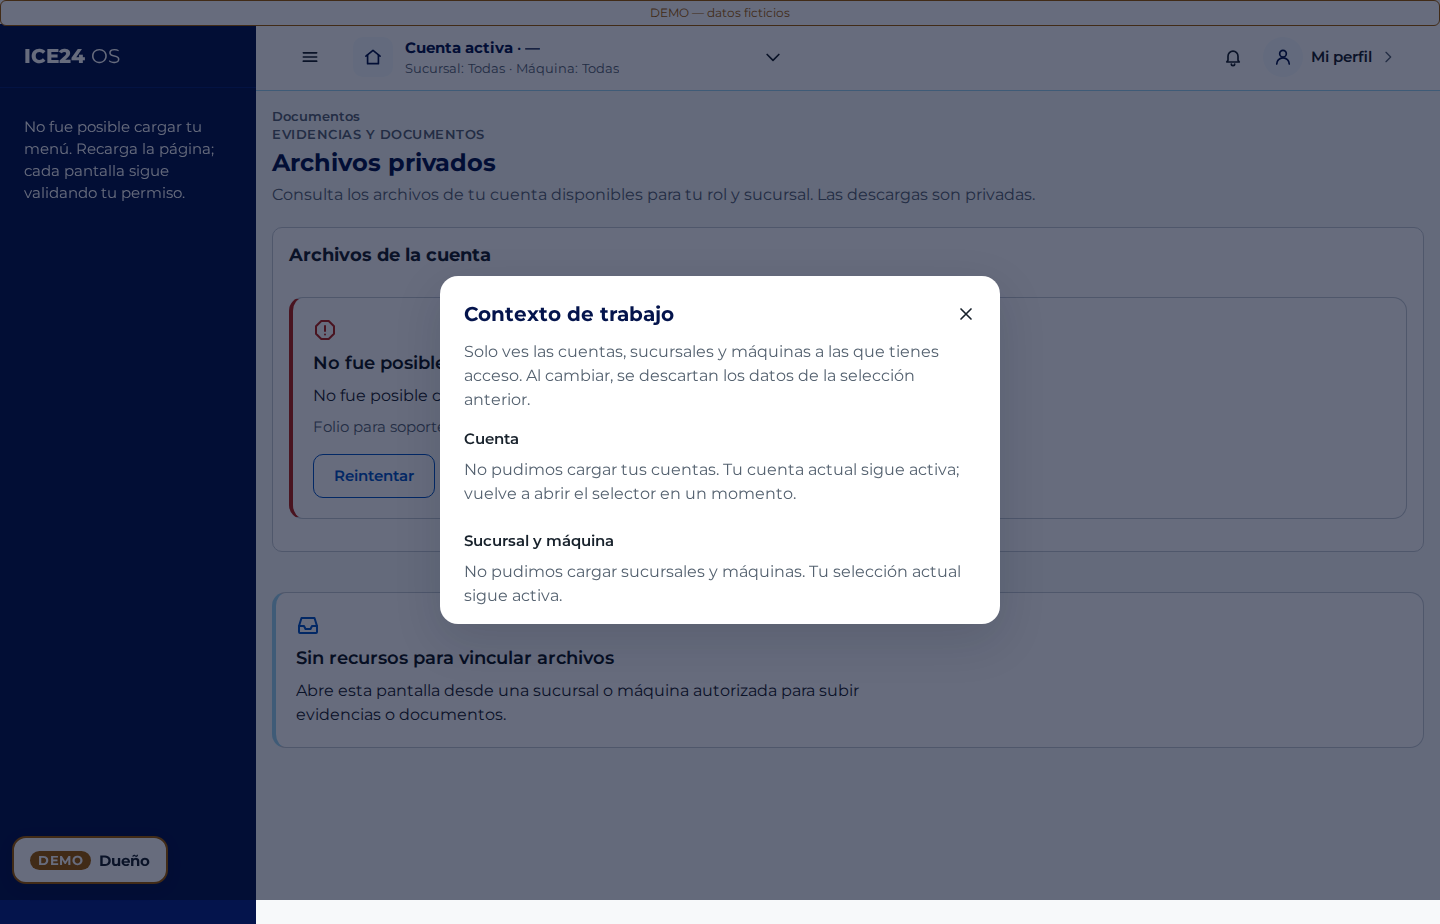 DEMO — datos ficticios
ICE24 OS
No fue posible cargar tu
menú. Recarga la página;
cada pantalla sigue
validando tu permiso.
DEMO Dueño
Cuenta activa · —
Sucursal: Todas · Máquina: Todas
Mi perfil
Documentos
EVIDENCIAS Y DOCUMENTOS
Archivos privados
Consulta los archivos de tu cuenta disponibles para tu rol y sucursal. Las descargas son privadas.
Archivos de la cuenta
No fue posible
No fue posible
Folio para soporte
Reintentar
Contexto de trabajo
Solo ves las cuentas, sucursales y máquinas a las que tienes
acceso. Al cambiar, se descartan los datos de la selección
anterior.
Cuenta
No pudimos cargar tus cuentas. Tu cuenta actual sigue activa;
vuelve a abrir el selector en un momento.
Sucursal y máquina
No pudimos cargar sucursales y máquinas. Tu selección actual
sigue activa.
Sin recursos para vincular archivos
Abre esta pantalla desde una sucursal o máquina autorizada para subir
evidencias o documentos.